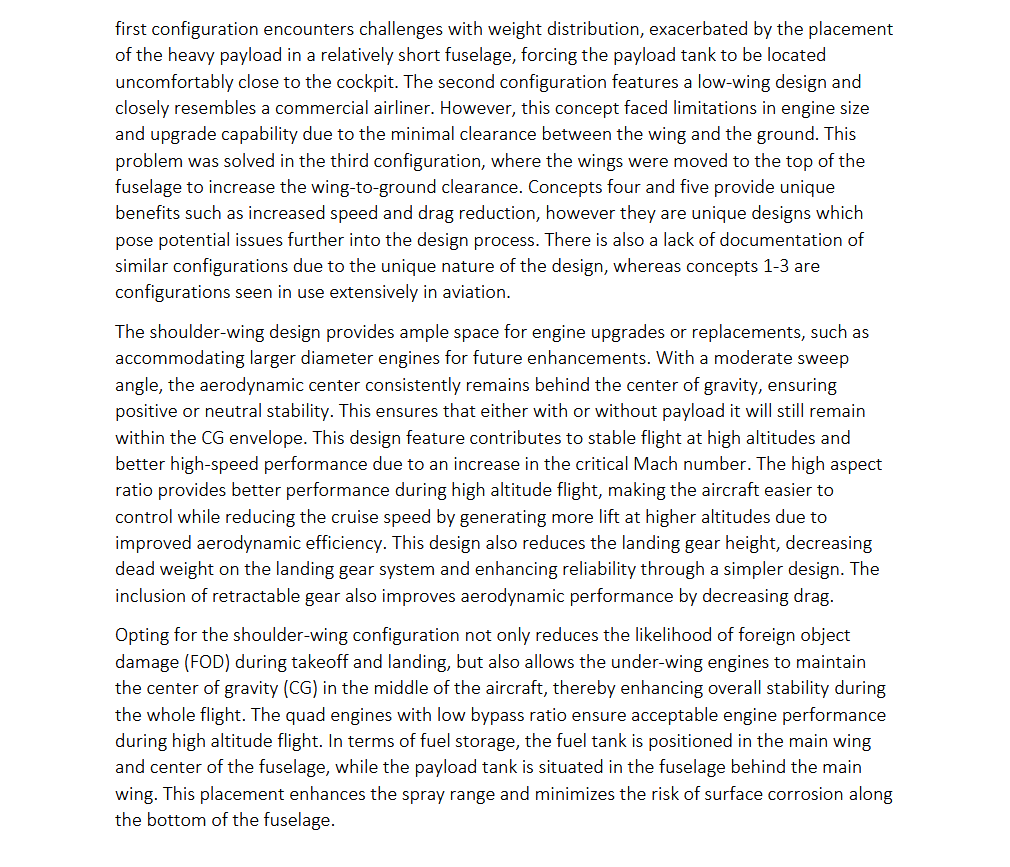 first configuration encounters challenges with weight distribution, exacerbated by the placement
of the heavy payload in a relatively short fuselage, forcing the payload tank to be located
uncomfortably close to the cockpit. The second configuration features a low-wing design and
closely resembles a commercial airliner. However, this concept faced limitations in engine size
and upgrade capability due to the minimal clearance between the wing and the ground. This
problem was solved in the third configuration, where the wings were moved to the top of the
fuselage to increase the wing-to-ground clearance. Concepts four and five provide unique
benefits such as increased speed and drag reduction, however they are unique designs which
pose potential issues further into the design process. There is also a lack of documentation of
similar configurations due to the unique nature of the design, whereas concepts 1-3 are
configurations seen in use extensively in aviation.
The shoulder-wing design provides ample space for engine upgrades or replacements, such as
accommodating larger diameter engines for future enhancements. With a moderate sweep
angle, the aerodynamic center consistently remains behind the center of gravity, ensuring
positive or neutral stability. This ensures that either with or without payload it will still remain
within the CG envelope. This design feature contributes to stable flight at high altitudes and
better high-speed performance due to an increase in the critical Mach number. The high aspect
ratio provides better performance during high altitude flight, making the aircraft easier to
control while reducing the cruise speed by generating more lift at higher altitudes due to
improved aerodynamic efficiency. This design also reduces the landing gear height, decreasing
dead weight on the landing gear system and enhancing reliability through a simpler design. The
inclusion of retractable gear also improves aerodynamic performance by decreasing drag.
Opting for the shoulder-wing configuration not only reduces the likelihood of foreign object
damage (FOD) during takeoff and landing, but also allows the under-wing engines to maintain
the center of gravity (CG) in the middle of the aircraft, thereby enhancing overall stability during
the whole flight. The quad engines with low bypass ratio ensure acceptable engine performance
during high altitude flight. In terms of fuel storage, the fuel tank is positioned in the main wing
and center of the fuselage, while the payload tank is situated in the fuselage behind the main
wing. This placement enhances the spray range and minimizes the risk of surface corrosion along
the bottom of the fuselage.